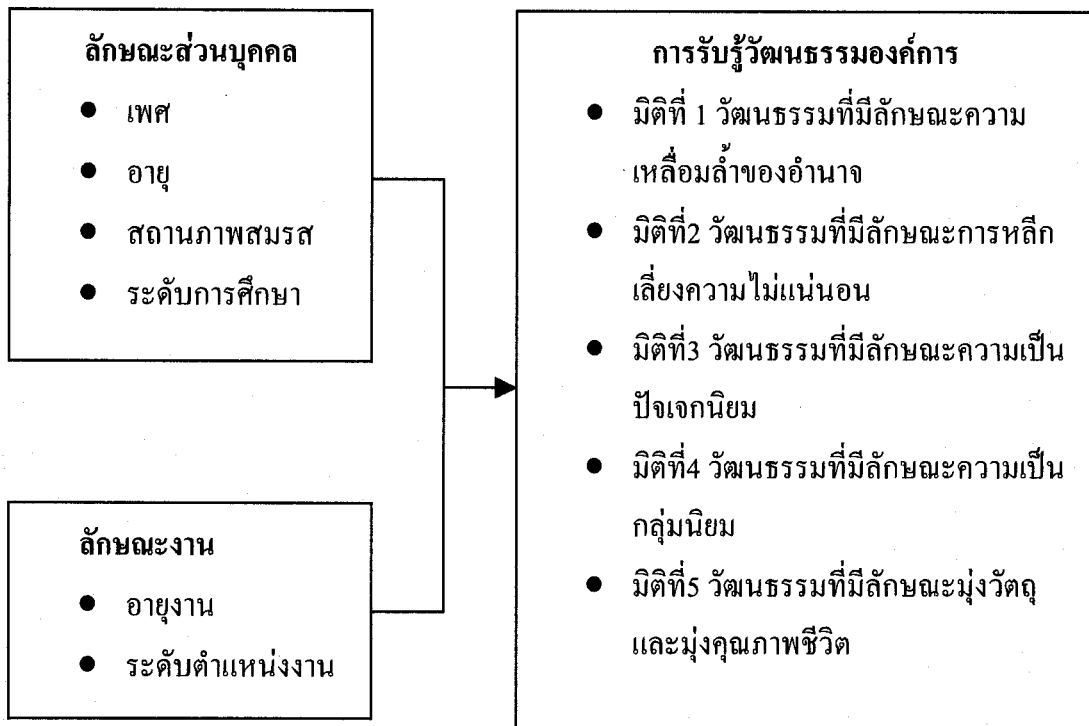 ลักษณะส่วนบุคคล
● เพศ
● อายุ
● สถานภาพสมรส
● ระดับการศึกษา
ลักษณะงาน
● อายุงาน
● ระดับตำแหน่งงาน
การรับรู้วัฒนธรรมองค์การ
● มิติที่ 1 วัฒนธรรมที่มีลักษณะความ
เหลื่อมล้ำของอำนาจ
● มิติที่2 วัฒนธรรมที่มีลักษณะการหลีก
เลี่ยงความไม่แน่นอน
● มิติที่3 วัฒนธรรมที่มีลักษณะความเป็น
ปัจเจกนิยม
● มิติที่4 วัฒนธรรมที่มีลักษณะความเป็น
กลุ่มนิยม
● มิติที่5 วัฒนธรรมที่มีลักษณะมุ่งวัตถุ
และมุ่งคุณภาพชีวิต